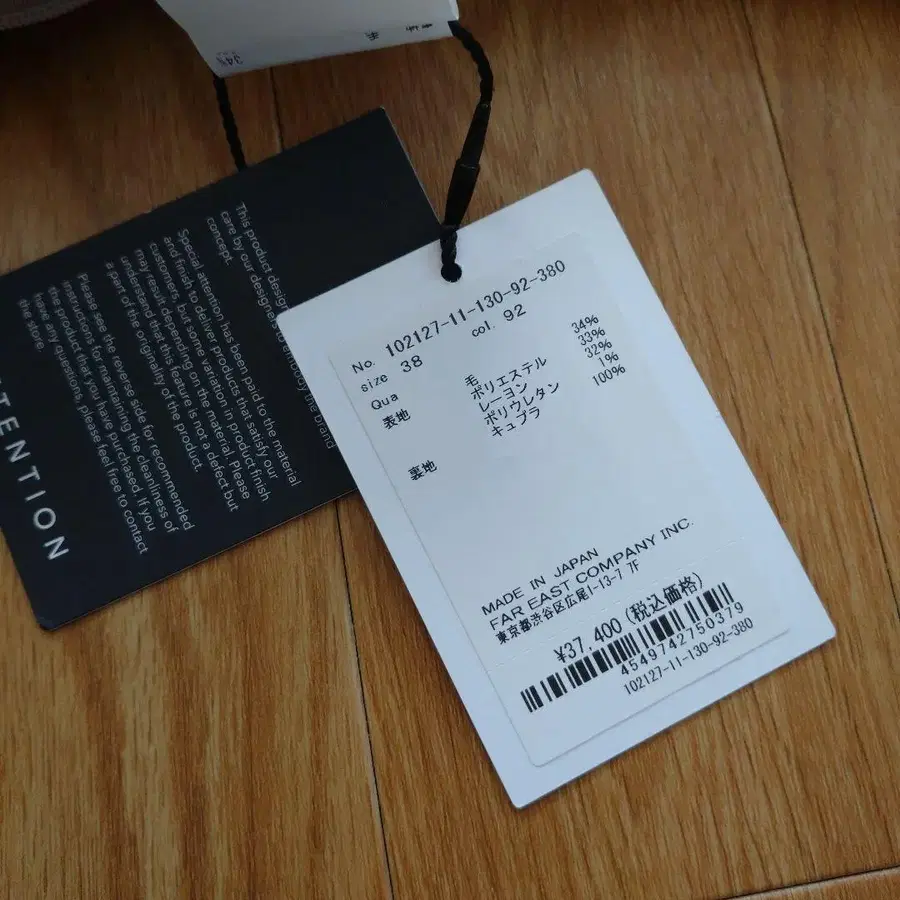 34%
毛
This product design
care by our designers to enjoy the brand
concept.
Special attention has been paid to the material
and finish to deliver products that satisfy our
customers, but some variation in product finish
may result depending on the material. Please
understand that this feature is not a defect but
a part of the originality of the product.
Please see the reverse side for recommended
instructions for maintaining the cleanliness of
the product that you have purchased. If you
have any questions, please feel free to contact
the store.
TENTION
No. 102127-11-130-92-380
size 38 col. 92
Qua
表地 毛 34%
ポリエステル 33%
レーヨン 32%
ポリウレタン 1%
裏地 キュプラ 100%
MADE IN JAPAN
FAR EAST COMPANY INC.
東京都渋谷区広尾1-13-7 7F
¥37,400(税込価格)
4549742750379
102127-11-130-92-380